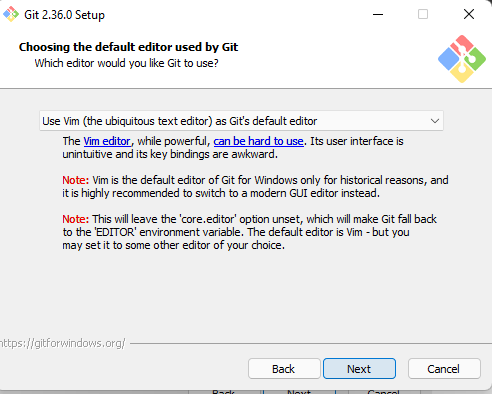 Git 2.36.0 Setup
Choosing the default editor used by Git
Which editor would you like Git to use?
Use Vim (the ubiquitous text editor) as Git's default editor
The Vim editor, while powerful, can be hard to use. Its user interface is
unintuitive and its key bindings are awkward.
Note: Vim is the default editor of Git for Windows only for historical reasons, and
it is highly recommended to switch to a modern GUI editor instead.
Note: This will leave the 'core.editor' option unset, which will make Git fall back
to the 'EDITOR' environment variable. The default editor is Vim - but you
may set it to some other editor of your choice.
https://gitforwindows.org/
Back Next Cancel
Back Next Cancel